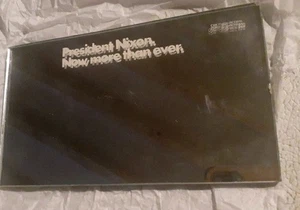 President Nixon.
Now more than ever.